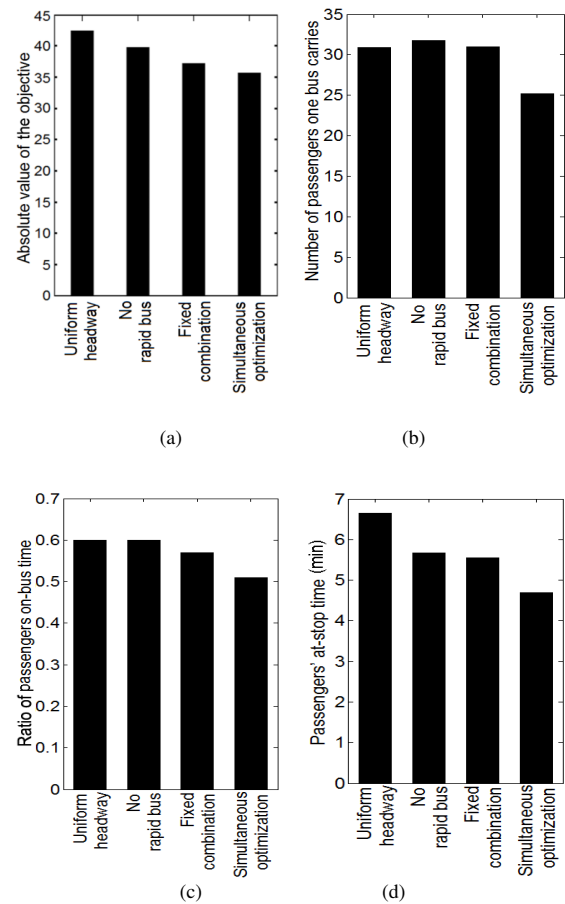 Absolute value of the objective
45
40
35
30
25
20
15
10
5
0
Uniform
headway
No
rapid bus
Fixed
combination
Simultaneous
optimization
(a)
Number of passengers one bus carries
35
30
25
20
15
10
5
0
Uniform
headway
No
rapid bus
Fixed
combination
Simultaneous
optimization
(b)
Ratio of passengers on-bus time
0.7
0.6
0.5
0.4
0.3
0.2
0.1
0
Uniform
headway
No
rapid bus
Fixed
combination
Simultaneous
optimization
(c)
Passengers' at-stop time (min)
7
6
5
4
3
2
1
0
Uniform
headway
No
rapid bus
Fixed
combination
Simultaneous
optimization
(d)